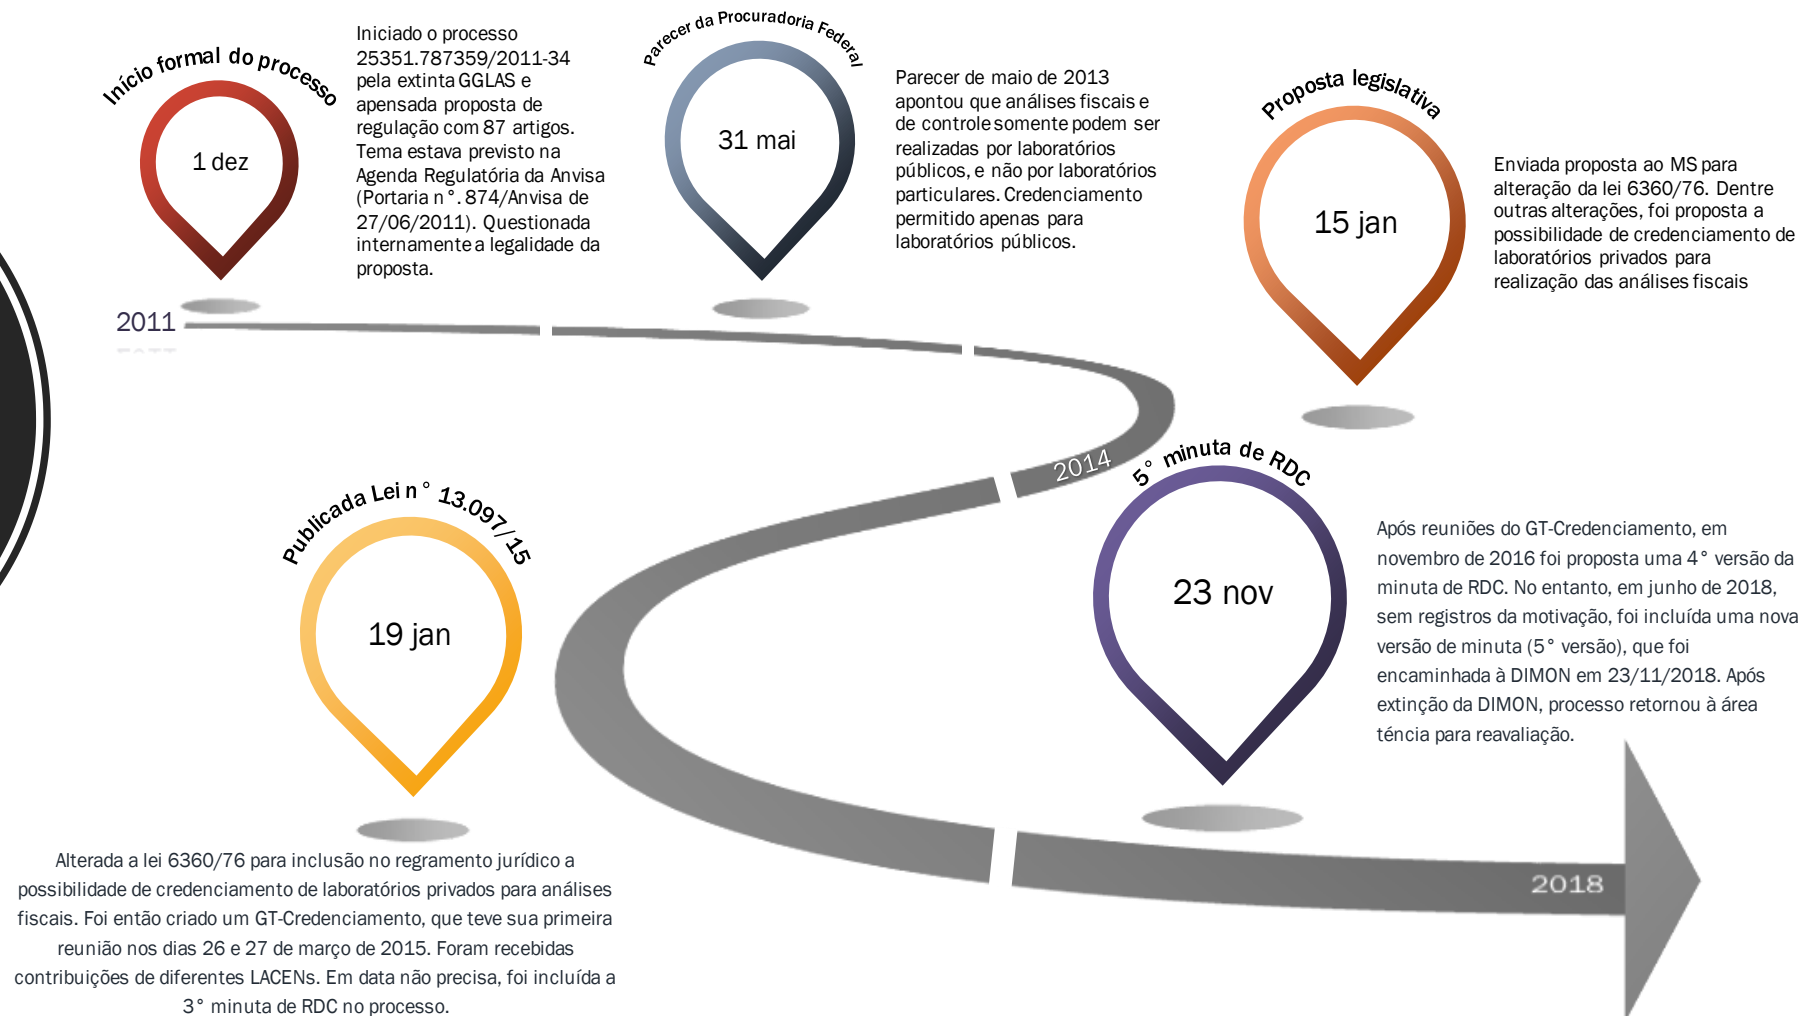 Início formal do processo
1 dez
Iniciado o processo
25351.787359/2011-34
pela extinta GGLAS e
apensada proposta de
regulação com 87 artigos.
Tema estava previsto na
Agenda Regulatória da Anvisa
(Portaria n°. 874/Anvisa de
27/06/2011). Questionada
internamente a legalidade da
proposta.
Parecer da Procuradoria Federal
31 mai
Parecer de maio de 2013
apontou que análises fiscais e
de controle somente podem ser
realizadas por laboratórios
públicos, e não por laboratórios
particulares. Credenciamento
permitido apenas para
laboratórios públicos.
Proposta legislativa
15 jan
Enviada proposta ao MS para
alteração da lei 6360/76. Dentre
outras alterações, foi proposta a
possibilidade de credenciamento de
laboratórios privados para
realização das análises fiscais
2011
2014
Publicada Lei n° 13.097/15
19 jan
Alterada a lei 6360/76 para inclusão no regramento jurídico a
possibilidade de credenciamento de laboratórios privados para análises
fiscais. Foi então criado um GT-Credenciamento, que teve sua primeira
reunião nos dias 26 e 27 de março de 2015. Foram recebidas
contribuições de diferentes LACENs. Em data não precisa, foi incluída a
3° minuta de RDC no processo.
5° minuta de RDC
23 nov
Após reuniões do GT-Credenciamento, em
novembro de 2016 foi proposta uma 4° versão da
minuta de RDC. No entanto, em junho de 2018,
sem registros da motivação, foi incluída uma nova
versão de minuta (5° versão), que foi
encaminhada à DIMON em 23/11/2018. Após
extinção da DIMON, processo retornou à área
téncia para reavaliação.
2018